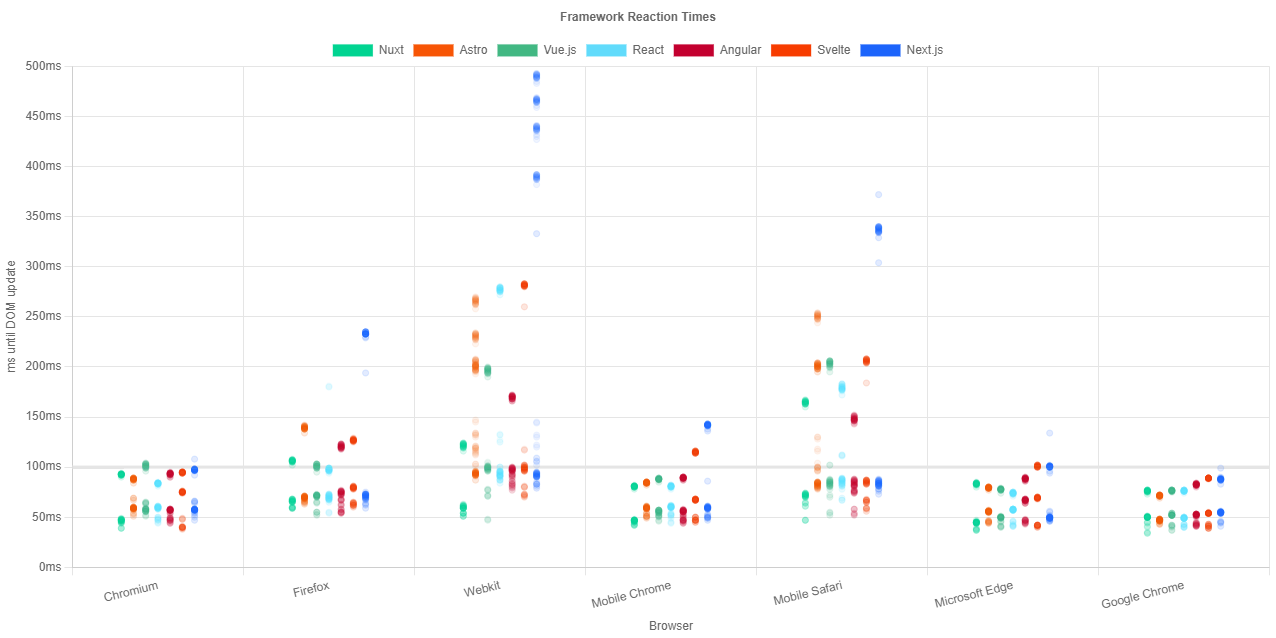 Framework Reaction Times
Nuxt Astro Vue.js React Angular Svelte Next.js
500ms
450ms
400ms
350ms
300ms
250ms
200ms
150ms
100ms
50ms
0ms
ms until DOM update
Chromium Firefox Webkit Mobile Chrome Mobile Safari Microsoft Edge Google Chrome
Browser